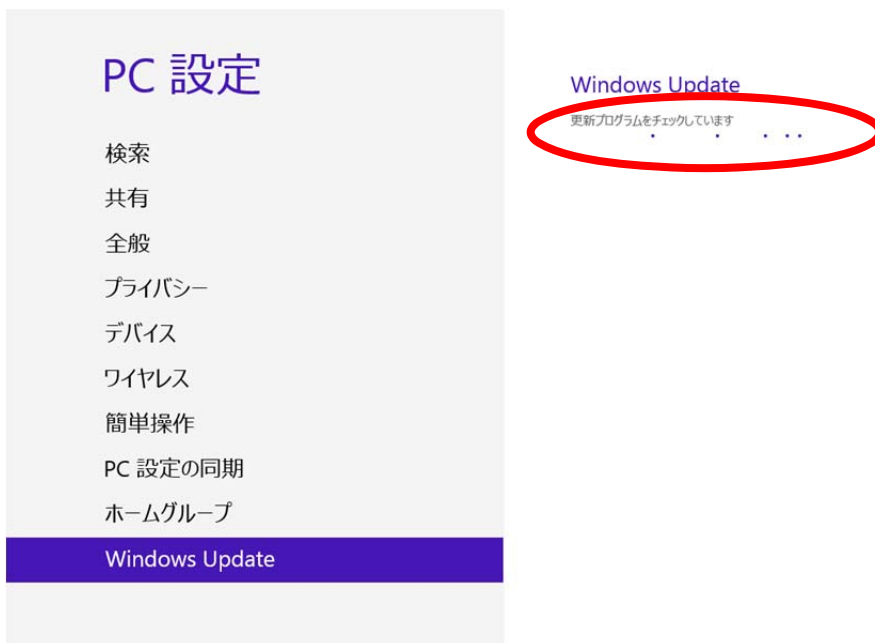 PC 設定
検索
共有
全般
プライバシー
デバイス
ワイヤレス
簡単操作
PC 設定の同期
ホームグループ
Windows Update
Windows Update
更新プログラムをチェックしています